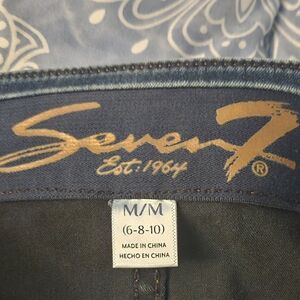 Seven7®
Est: 1964
M/M
(6-8-10)
MADE IN CHINA
HECHO EN CHINA